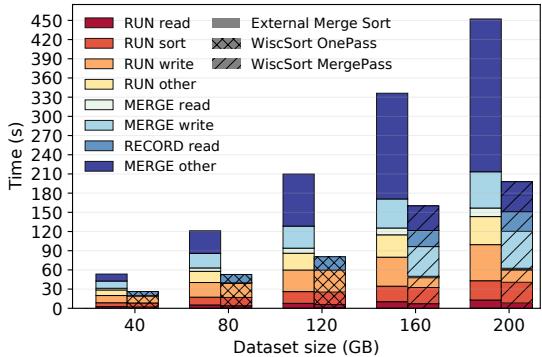 Time (s)
450
420
390
360
330
300
270
240
210
180
150
120
90
60
30
0
RUN read
RUN sort
RUN write
RUN other
MERGE read
MERGE write
RECORD read
MERGE other
External Merge Sort
WiscSort OnePass
WiscSort MergePass
40 80 120 160 200
Dataset size (GB)